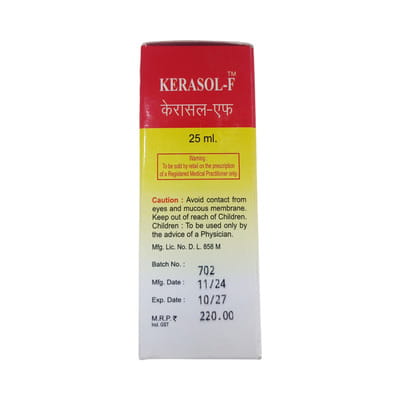 KERASOL-F™
केरासल-एफ
25 ml.
Warning
To be sold by retail on the prescription
of a Registered Medical Practitioner only.
Caution : Avoid contact from
eyes and mucous membrane.
Keep out of reach of Children.
Children : To be used only by
the advice of a Physician.
Mfg. Lic. No. D. L. 858 M
Batch No. : 702
Mfg. Date : 11/24
Exp. Date : 10/27
M.R.P. ₹ : 220.00
Incl. GST